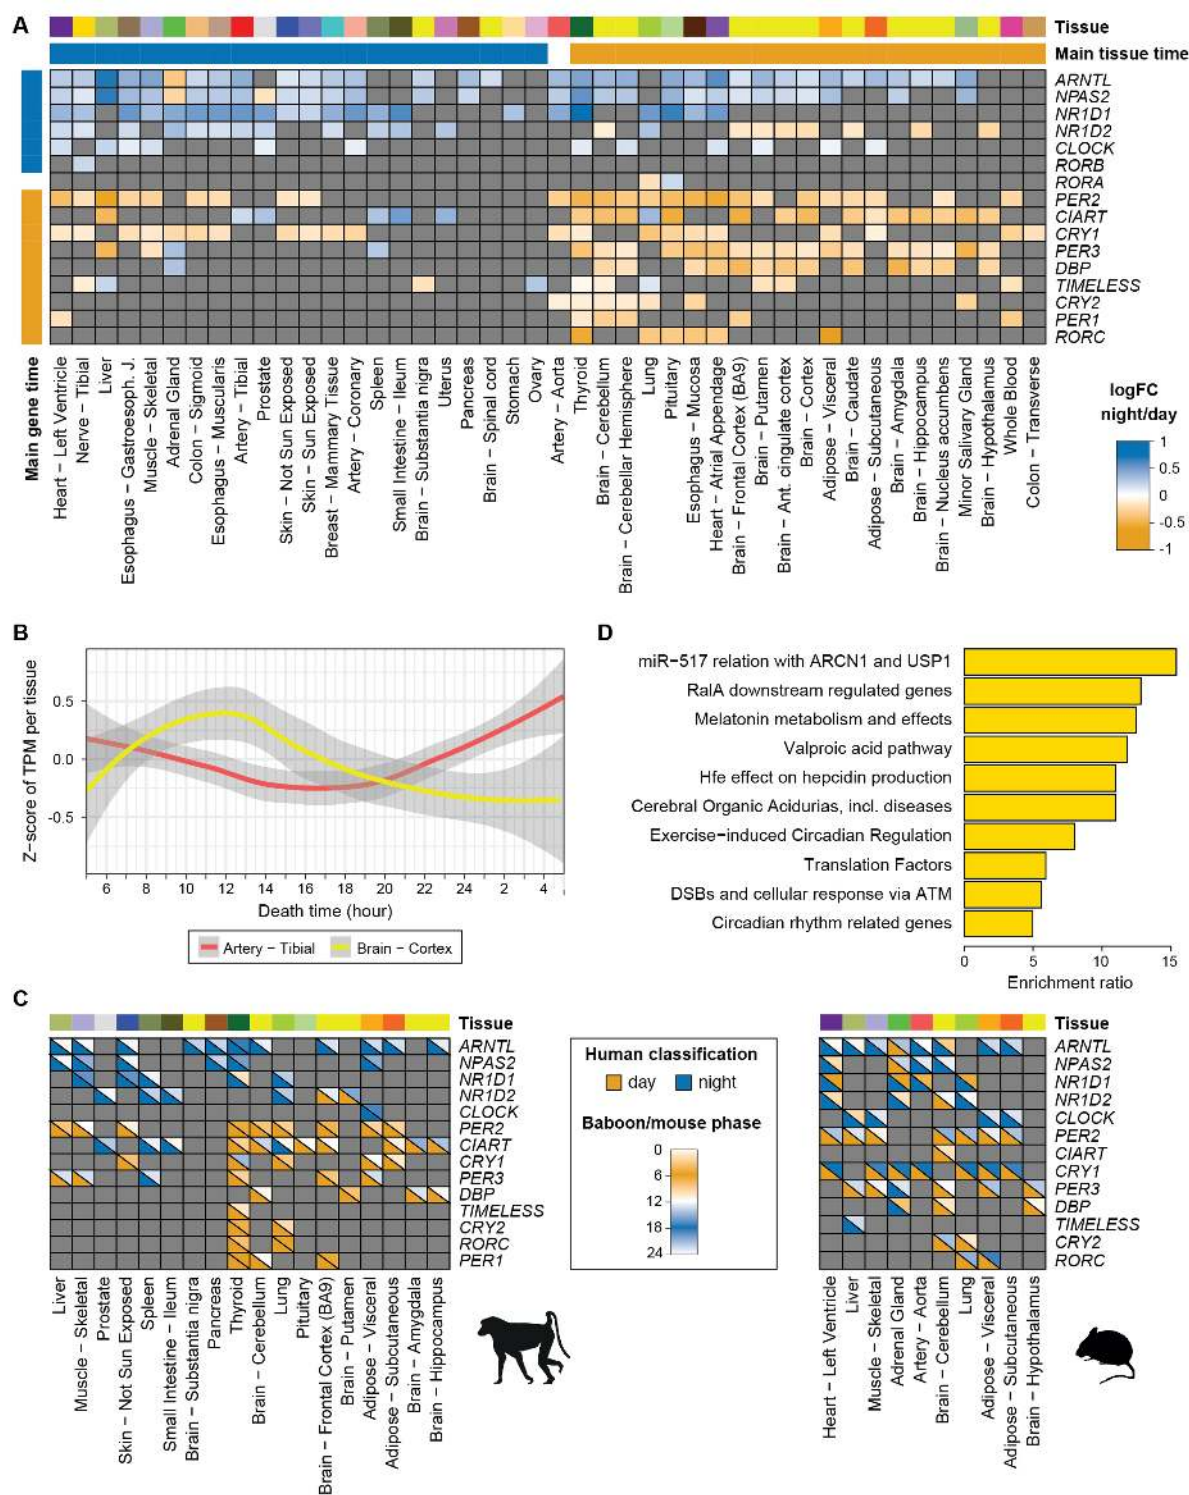 A
Tissue
Main tissue time
ARNTL
NPAS2
NR1D1
NR1D2
CLOCK
RORB
RORA
PER2
CIART
CRY1
PER3
DBP
TIMELESS
CRY2
PER1
RORC
Main gene time
Heart – Left Ventricle
Nerve – Tibial
Liver
Esophagus – Gastroesoph. J.
Muscle – Skeletal
Adrenal Gland
Colon – Sigmoid
Esophagus – Muscularis
Artery – Tibial
Prostate
Skin – Not Sun Exposed
Skin – Sun Exposed
Breast – Mammary Tissue
Artery – Coronary
Spleen
Small Intestine – Ileum
Brain – Substantia nigra
Uterus
Pancreas
Brain – Spinal cord
Stomach
Ovary
Artery – Aorta
Thyroid
Brain – Cerebellum
Brain – Cerebellar Hemisphere
Lung
Pituitary
Esophagus – Mucosa
Heart – Atrial Appendage
Brain – Frontal Cortex (BA9)
Brain – Putamen
Brain – Ant. cingulate cortex
Brain – Cortex
Adipose – Visceral
Brain – Caudate
Adipose – Subcutaneous
Brain – Amygdala
Brain – Hippocampus
Brain – Nucleus accumbens
Minor Salivary Gland
Brain – Hypothalamus
Whole Blood
Colon – Transverse
logFC
night/day
1
0.5
0
-0.5
-1
B
Z−score of TPM per tissue
0.5
0.0
-0.5
6 8 10 12 14 16 18 20 22 24 2 4
Death time (hour)
Artery – Tibial
Brain – Cortex
D
miR−517 relation with ARCN1 and USP1
RalA downstream regulated genes
Melatonin metabolism and effects
Valproic acid pathway
Hfe effect on hepcidin production
Cerebral Organic Acidurias, incl. diseases
Exercise−induced Circadian Regulation
Translation Factors
DSBs and cellular response via ATM
Circadian rhythm related genes
0 5 10 15
Enrichment ratio
C
Tissue
ARNTL
NPAS2
NR1D1
NR1D2
CLOCK
PER2
CIART
CRY1
PER3
DBP
TIMELESS
CRY2
RORC
PER1
Liver
Muscle – Skeletal
Prostate
Skin – Not Sun Exposed
Spleen
Small Intestine – Ileum
Brain – Substantia nigra
Pancreas
Thyroid
Brain – Cerebellum
Lung
Pituitary
Brain – Frontal Cortex (BA9)
Brain – Putamen
Adipose – Visceral
Adipose – Subcutaneous
Brain – Amygdala
Brain – Hippocampus
Human classification
day
night
Baboon/mouse phase
0
6
12
18
24
Tissue
ARNTL
NPAS2
NR1D1
NR1D2
CLOCK
PER2
CIART
CRY1
PER3
DBP
TIMELESS
CRY2
RORC
Heart – Left Ventricle
Liver
Muscle – Skeletal
Adrenal Gland
Artery – Aorta
Brain – Cerebellum
Lung
Adipose – Visceral
Adipose – Subcutaneous
Brain – Hypothalamus